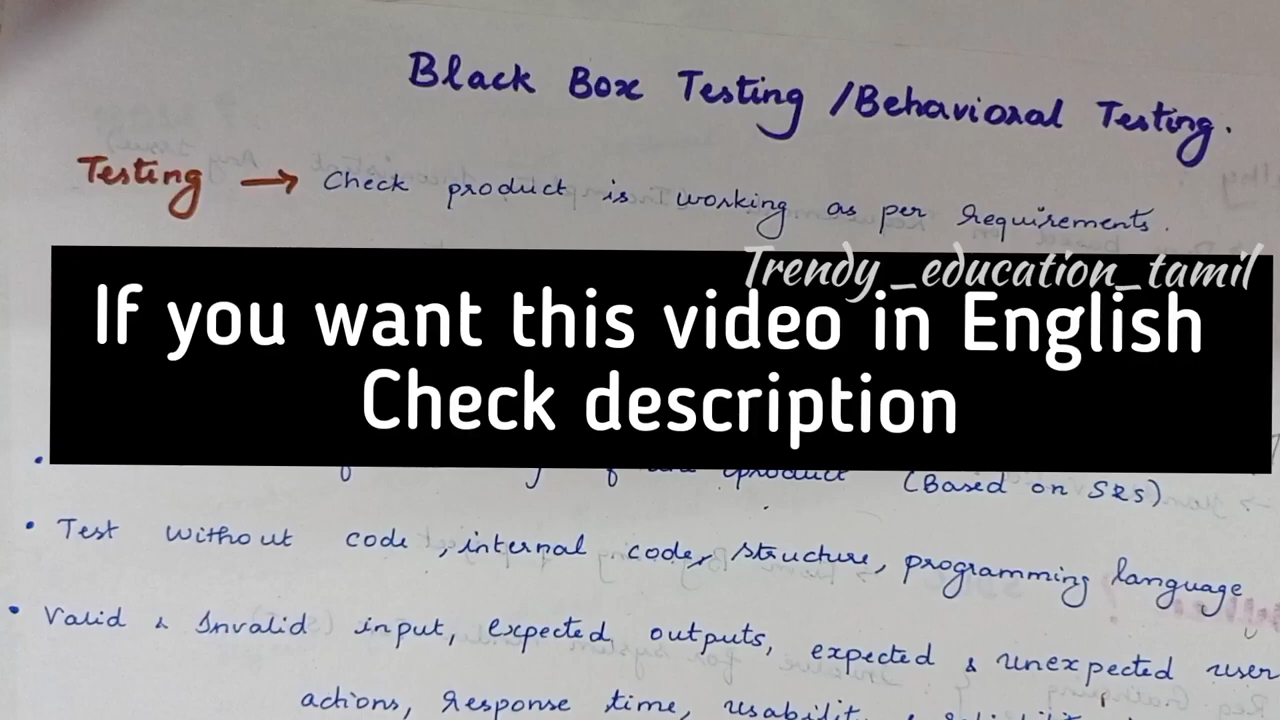 Black Box Testing /Behavioral Testing.
Testing → Check product is working as per requirements.
Trendy_education_tamil
If you want this video in English
Check description
• product (Based on SRS)
• Test without code, internal code, structure, programming language
• Valid & Invalid input, expected outputs, expected & unexpected user
actions, response time, usability,